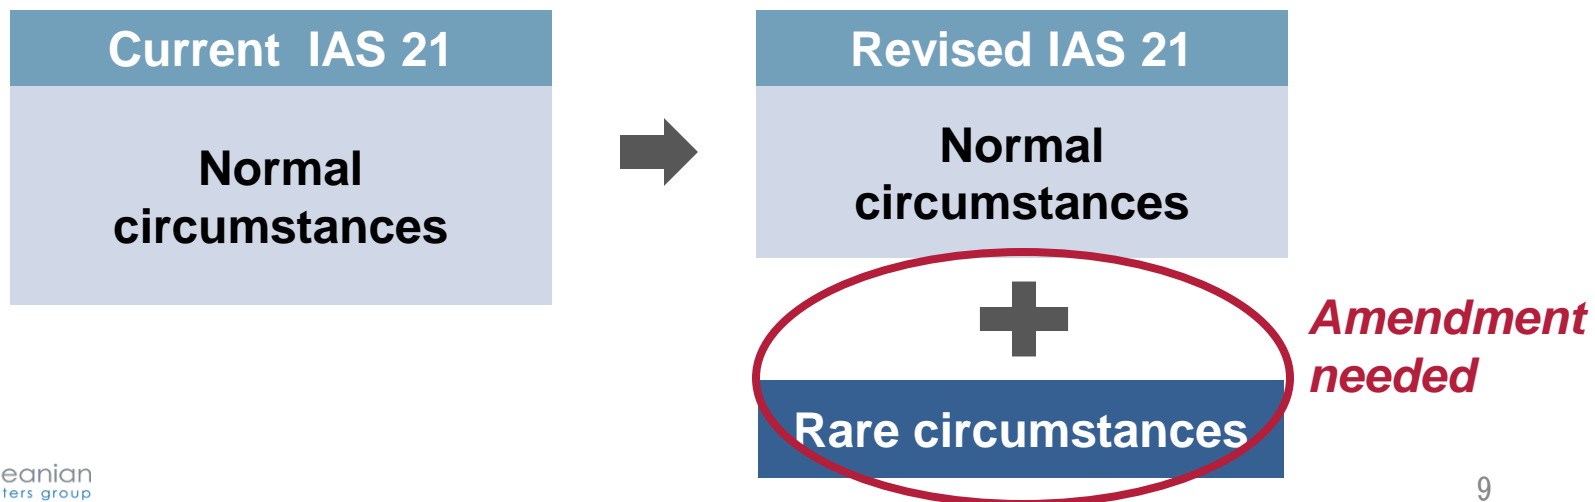 Current IAS 21
Normal
circumstances
Revised IAS 21
Normal
circumstances
Rare circumstances
Amendment
needed
eanian
ters group
9